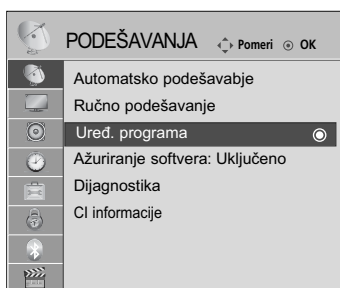 PODEŠAVANJA Pomeri OK
Automatsko podešavabje
Ručno podešavanje
Uređ. programa
Ažuriranje softvera: Uključeno
Dijagnostika
CI informacije